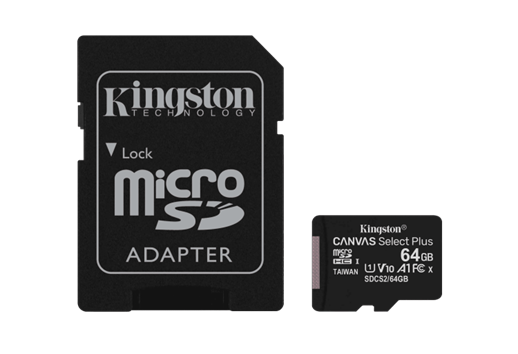 Kingston
TECHNOLOGY
Lock
micro
SD
ADAPTER
Kingston®
CANVAS Select Plus
micro
SD
HC I
64GB
TAIWAN
U1 V10 A1 FC X
SDCS2/64GB